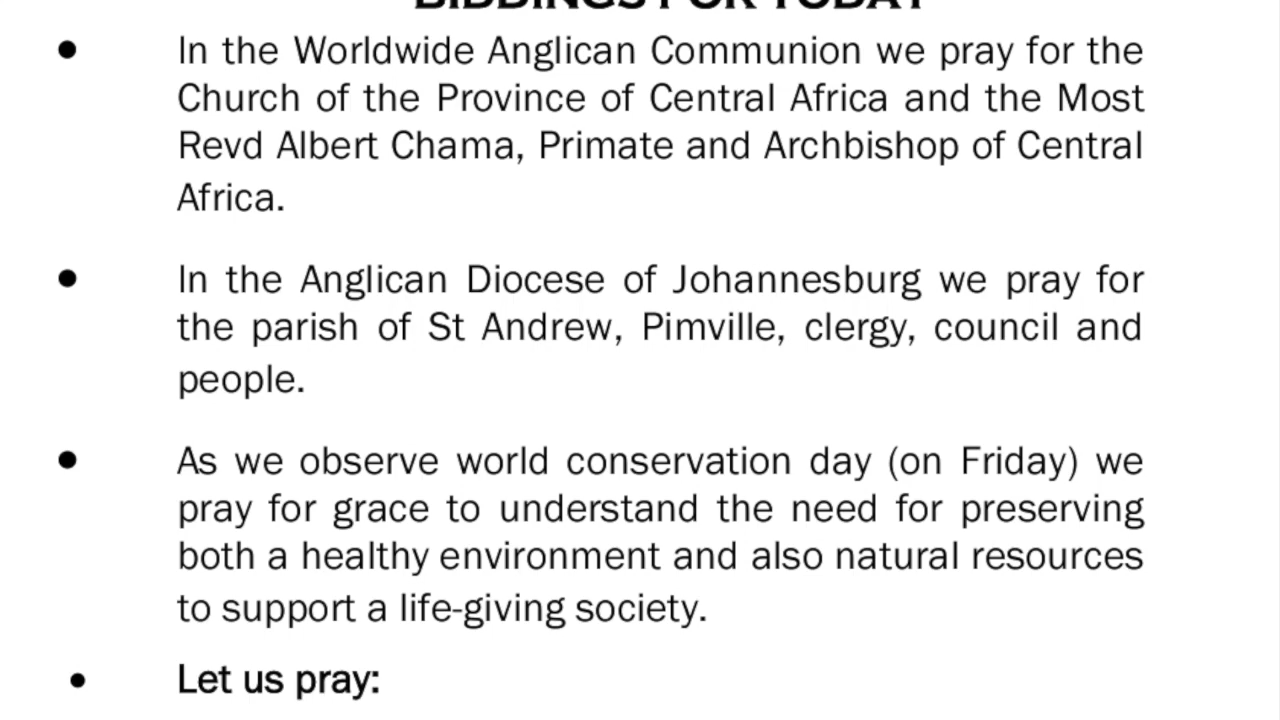 BIDDINGS FOR TODAY
• In the Worldwide Anglican Communion we pray for the
Church of the Province of Central Africa and the Most
Revd Albert Chama, Primate and Archbishop of Central
Africa.
• In the Anglican Diocese of Johannesburg we pray for
the parish of St Andrew, Pimville, clergy, council and
people.
• As we observe world conservation day (on Friday) we
pray for grace to understand the need for preserving
both a healthy environment and also natural resources
to support a life-giving society.
• Let us pray: